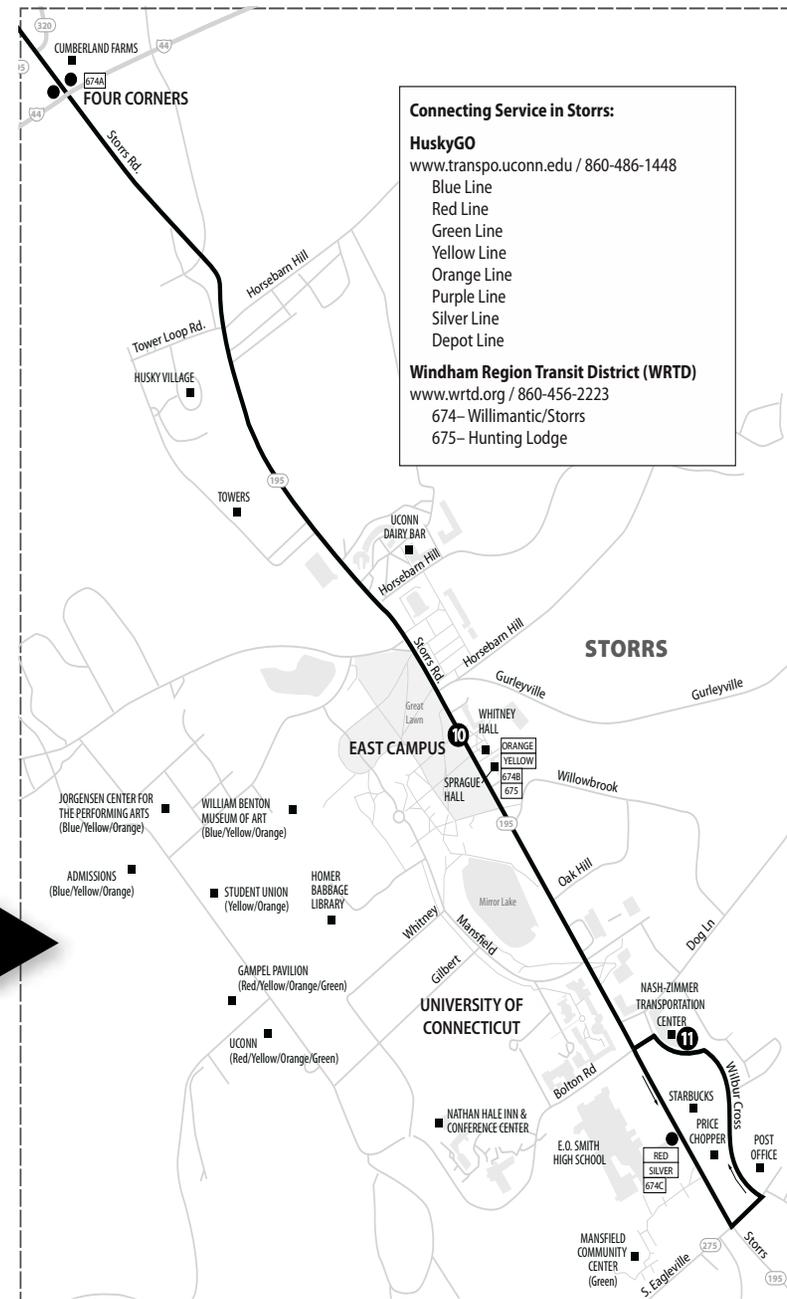 320
CUMBERLAND FARMS
44
674A
FOUR CORNERS
44
Storrs Rd.
Connecting Service in Storrs:
HuskyGO
www.transpo.uconn.edu / 860-486-1448
Blue Line
Red Line
Green Line
Yellow Line
Orange Line
Purple Line
Silver Line
Depot Line
Windham Region Transit District (WRTD)
www.wrtd.org / 860-456-2223
674– Willimantic/Storrs
675– Hunting Lodge
Horsebarn Hill
Tower Loop Rd.
HUSKY VILLAGE
195
TOWERS
UCONN
DAIRY BAR
Horsebarn Hill
Storrs Rd.
Horsebarn Hill
STORRS
Gurleyville
Gurleyville
Great
Lawn
WHITNEY
HALL
10
EAST CAMPUS
ORANGE
YELLOW
674B
675
SPRAGUE
HALL
Willowbrook
195
JORGENSEN CENTER FOR
THE PERFORMING ARTS
(Blue/Yellow/Orange)
WILLIAM BENTON
MUSEUM OF ART
(Blue/Yellow/Orange)
ADMISSIONS
(Blue/Yellow/Orange)
STUDENT UNION
(Yellow/Orange)
HOMER
BABBAGE
LIBRARY
Oak Hill
Mirror Lake
Whitney
Mansfield
Dog Ln
Gilbert
GAMPEL PAVILION
(Red/Yellow/Orange/Green)
UNIVERSITY OF
CONNECTICUT
NASH-ZIMMER
TRANSPORTATION
CENTER
11
UCONN
(Red/Yellow/Orange/Green)
Bolton Rd
Wilbur Cross
STARBUCKS
NATHAN HALE INN &
CONFERENCE CENTER
PRICE
CHOPPER
POST
OFFICE
E.O. SMITH
HIGH SCHOOL
RED
SILVER
674C
MANSFIELD
COMMUNITY
CENTER
(Green)
275
S. Eagleville
Storrs
195